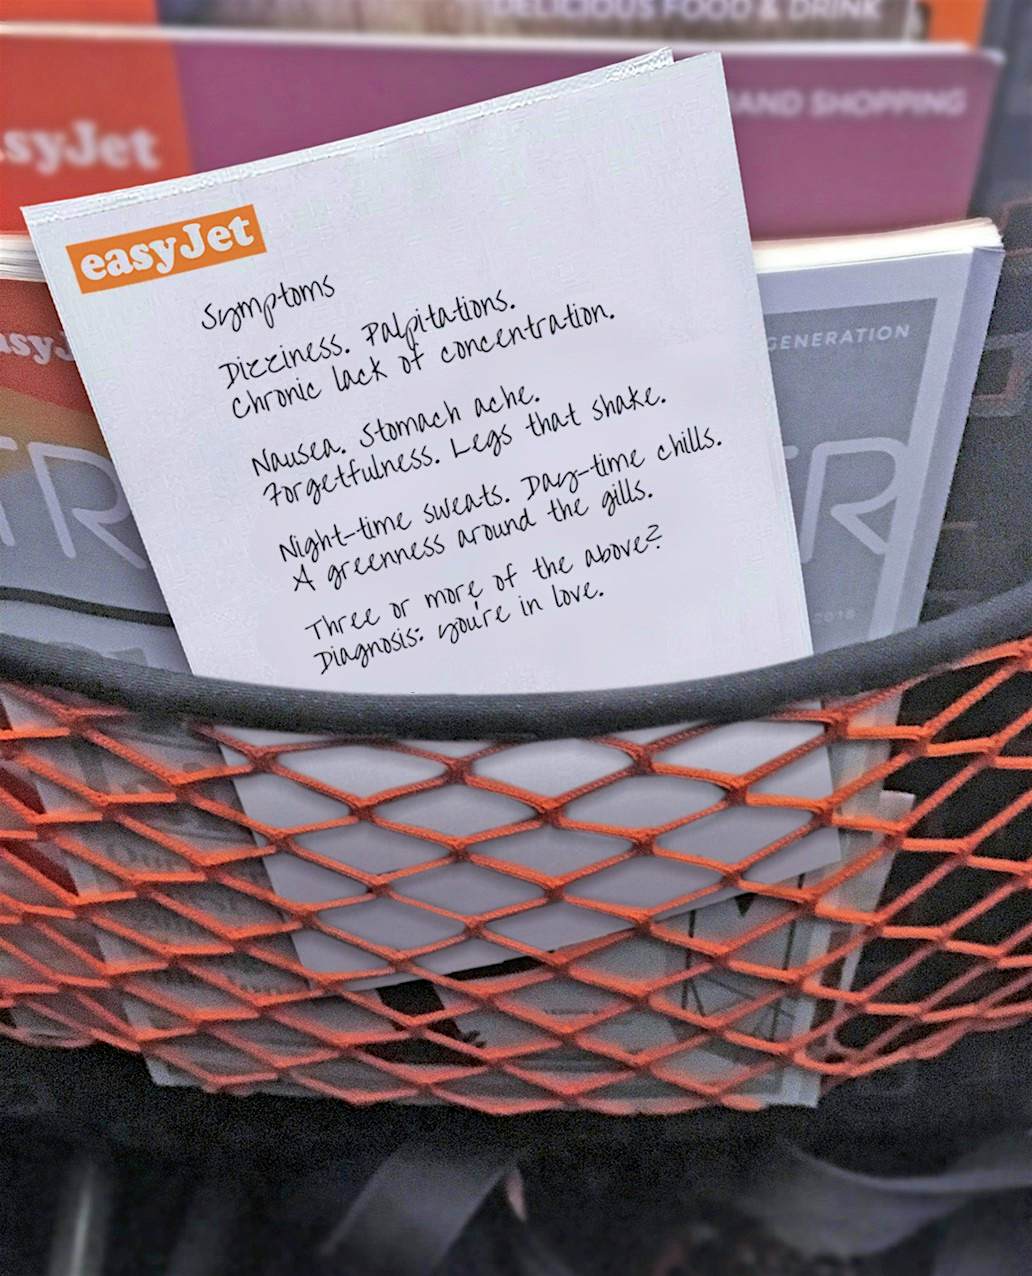 DELICIOUS FOOD & DRINK
AND SHOPPING
syJet
easyJet
Symptoms
Dizziness. Palpitations.
Chronic lack of concentration.
Nausea. Stomach ache.
Forgetfulness. Legs that shake.
Night-time sweats. Day-time chills.
A greenness around the gills.
Three or more of the above?
Diagnosis: you're in love.
GENERATION
TR
TR